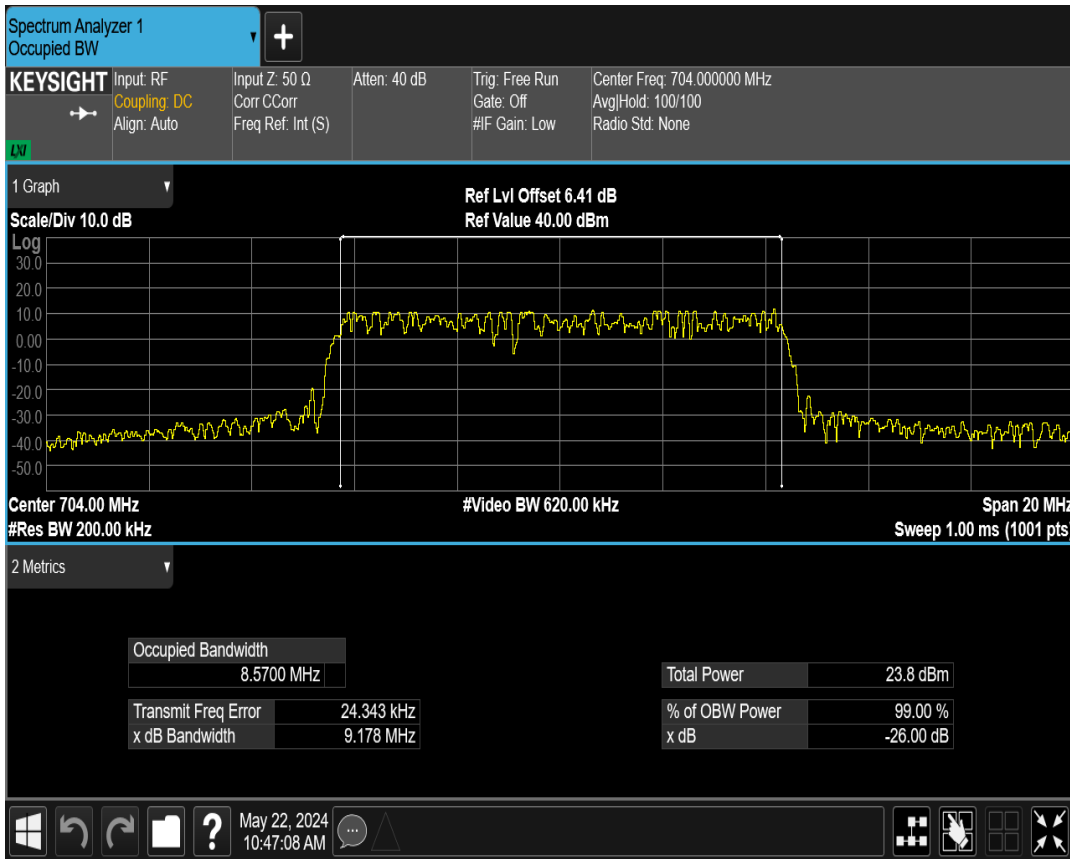 Spectrum Analyzer 1
Occupied BW
KEYSIGHT
LXI
Input: RF
Coupling: DC
Align: Auto
Input Z: 50 Ω
Corr CCorr
Freq Ref: Int (S)
Atten: 40 dB
Trig: Free Run
Gate: Off
#IF Gain: Low
Center Freq: 704.000000 MHz
Avg|Hold: 100/100
Radio Std: None
1 Graph
Scale/Div 10.0 dB
Ref Lvl Offset 6.41 dB
Ref Value 40.00 dBm
Log
30.0
20.0
10.0
0.00
-10.0
-20.0
-30.0
-40.0
-50.0
Center 704.00 MHz
#Res BW 200.00 kHz
#Video BW 620.00 kHz
Span 20 MHz
Sweep 1.00 ms (1001 pts)
2 Metrics
Occupied Bandwidth
8.5700 MHz
Transmit Freq Error 24.343 kHz
x dB Bandwidth 9.178 MHz
Total Power 23.8 dBm
% of OBW Power 99.00 %
x dB -26.00 dB
?
May 22, 2024
10:47:08 AM